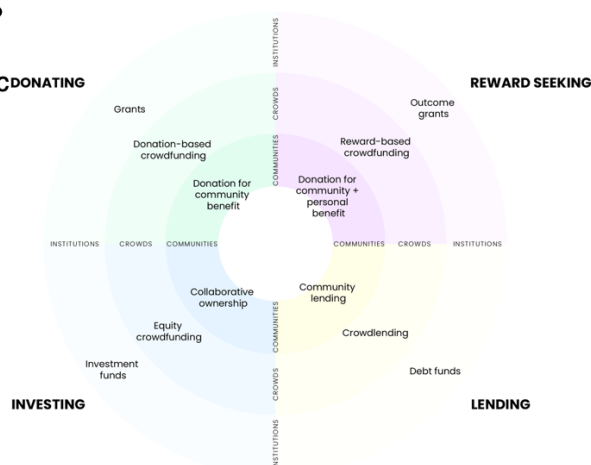 INSTITUTIONS
CROWDS
COMMUNITIES
C
DONATING
REWARD SEEKING
Grants
Outcome
grants
Donation-based
crowdfunding
Reward-based
crowdfunding
Donation for
community
benefit
Donation for
community +
personal
benefit
INSTITUTIONS
CROWDS
COMMUNITIES
COMMUNITIES
CROWDS
INSTITUTIONS
Collaborative
ownership
Community
lending
Equity
crowdfunding
Crowdlending
Investment
funds
Debt funds
COMMUNITIES
CROWDS
NSTITUTIONS
INVESTING
LENDING